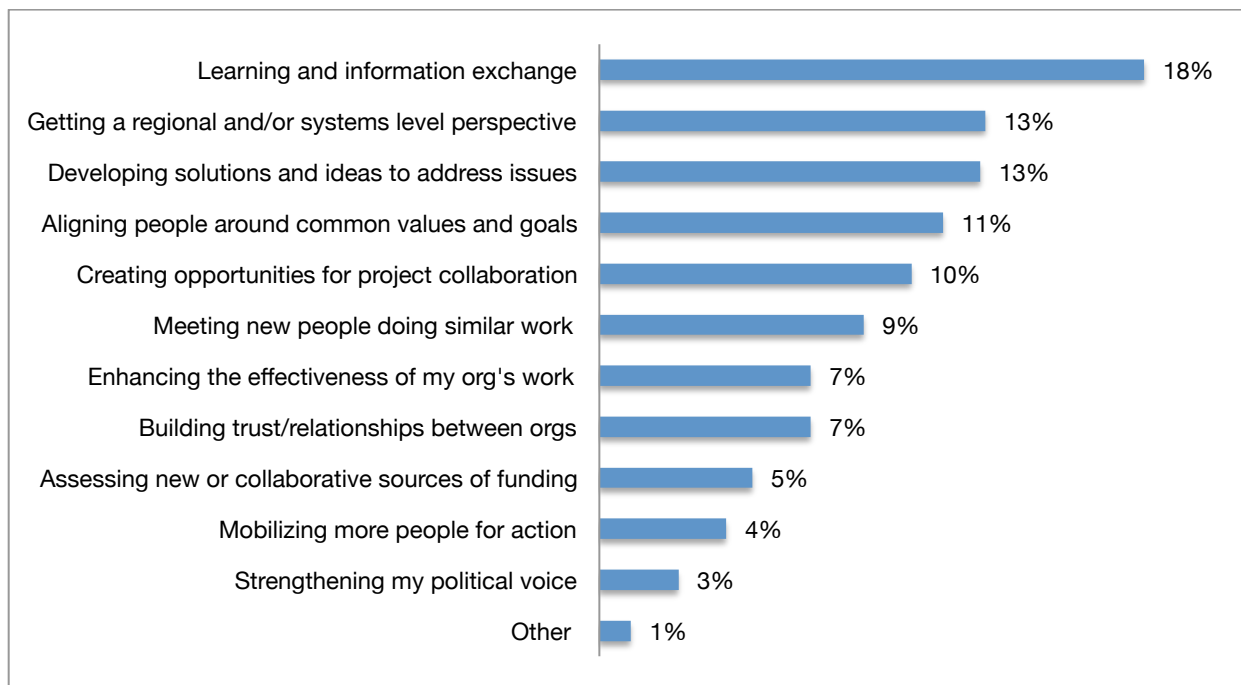 Learning and information exchange 18%
Getting a regional and/or systems level perspective 13%
Developing solutions and ideas to address issues 13%
Aligning people around common values and goals 11%
Creating opportunities for project collaboration 10%
Meeting new people doing similar work 9%
Enhancing the effectiveness of my org's work 7%
Building trust/relationships between orgs 7%
Assessing new or collaborative sources of funding 5%
Mobilizing more people for action 4%
Strengthening my political voice 3%
Other 1%